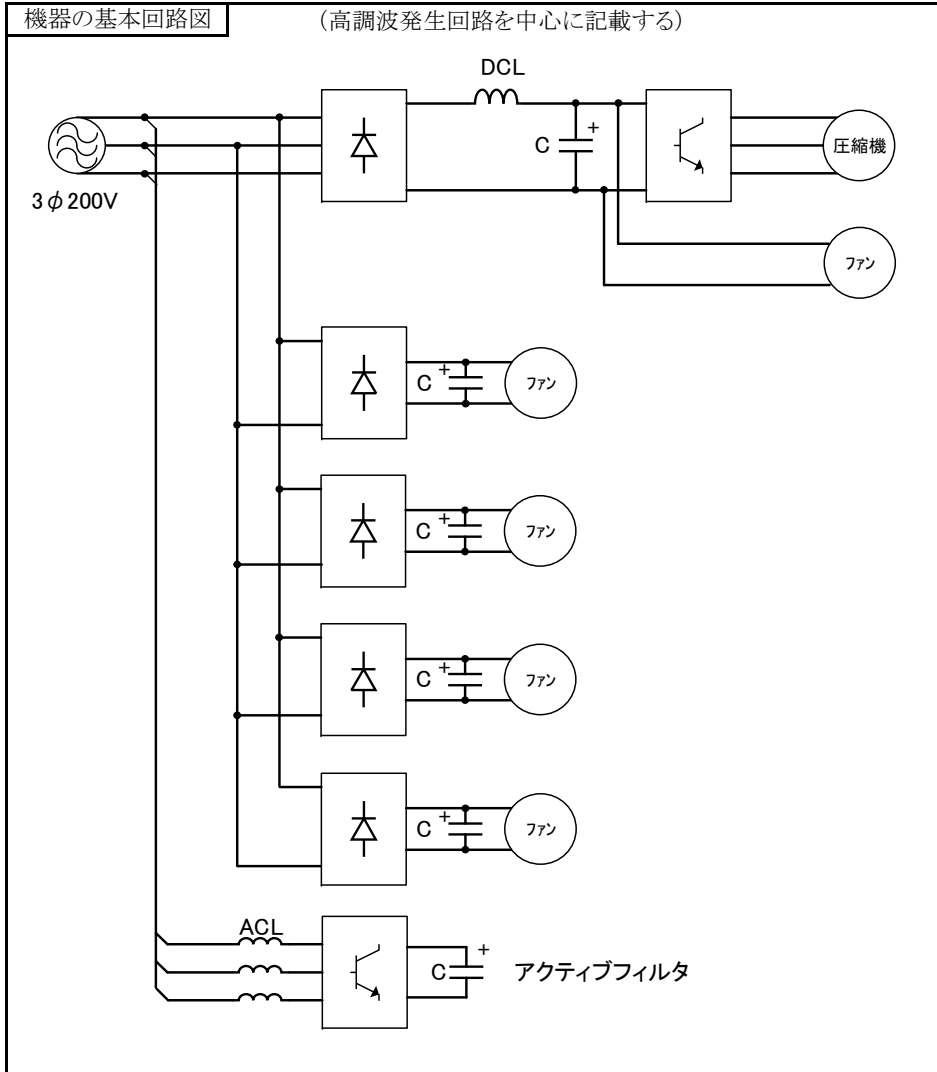 機器の基本回路図
(高調波発生回路を中心に記載する)
DCL
C +
圧縮機
3φ200V
ファン
C +
ファン
C +
ファン
C +
ファン
C +
ファン
ACL
C +
アクティブフィルタ